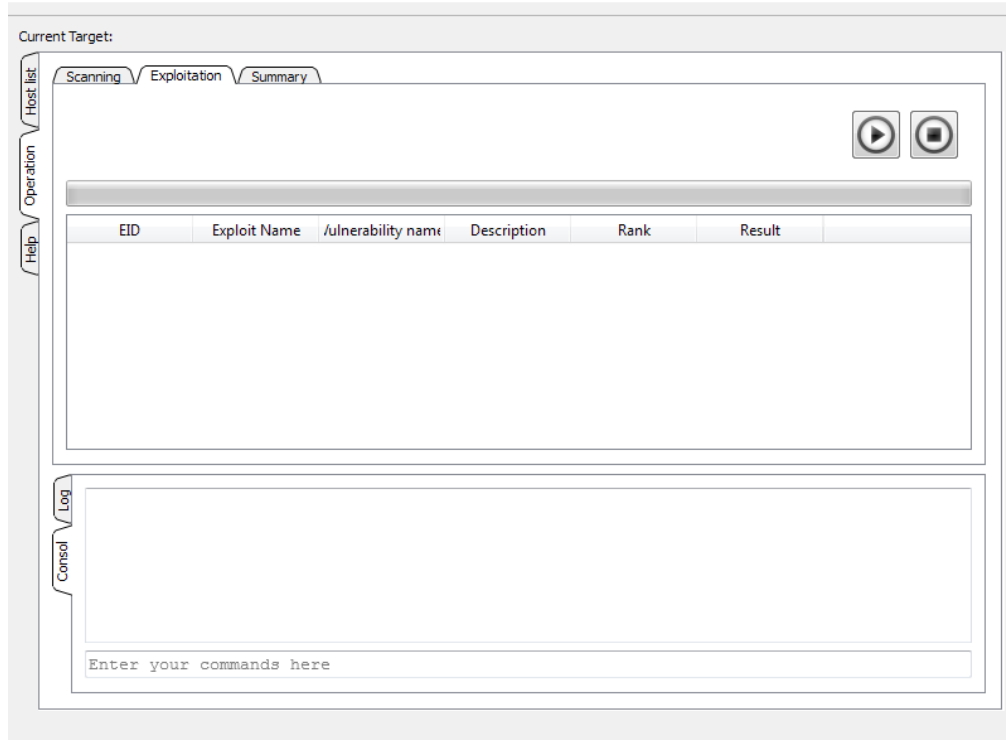 Current Target:
Host list
Operation
Help
Scanning Exploitation Summary
EID Exploit Name /ulnerability name Description Rank Result
Log
Consol
Enter your commands here